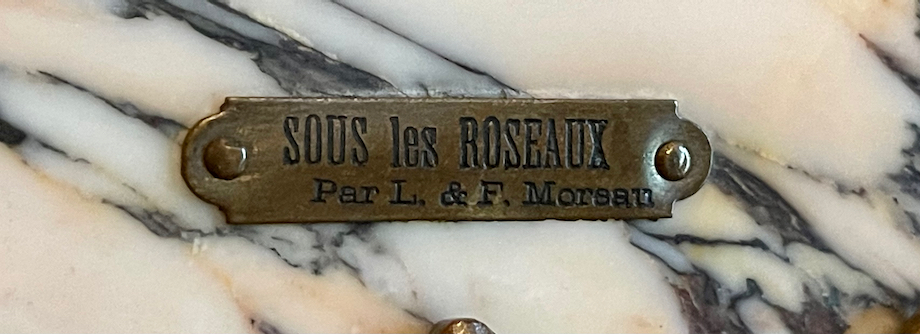 SOUS les ROSEAUX
Par L. & F. Moreau